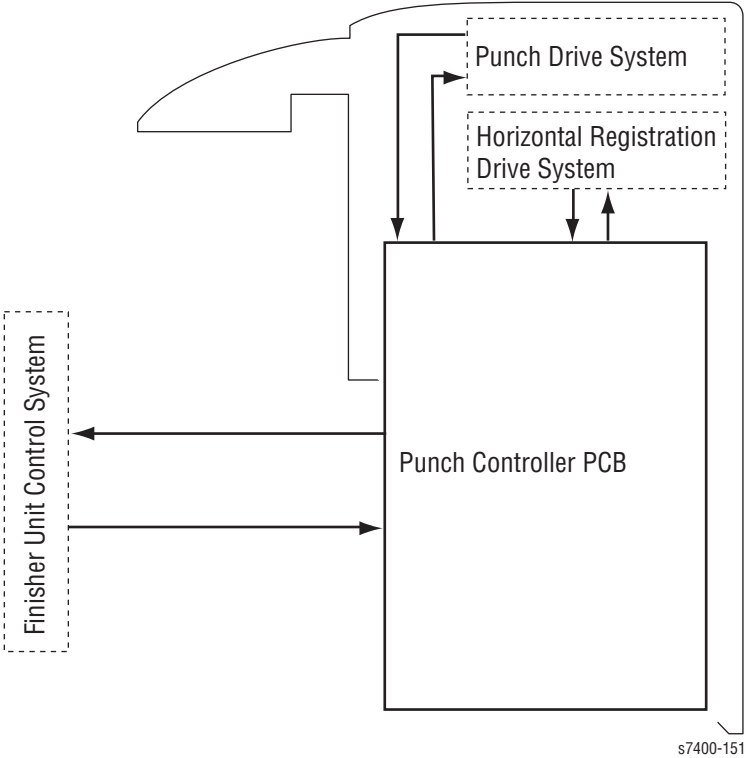 Punch Drive System
Horizontal Registration
Drive System
Finisher Unit Control System
Punch Controller PCB
s7400-151